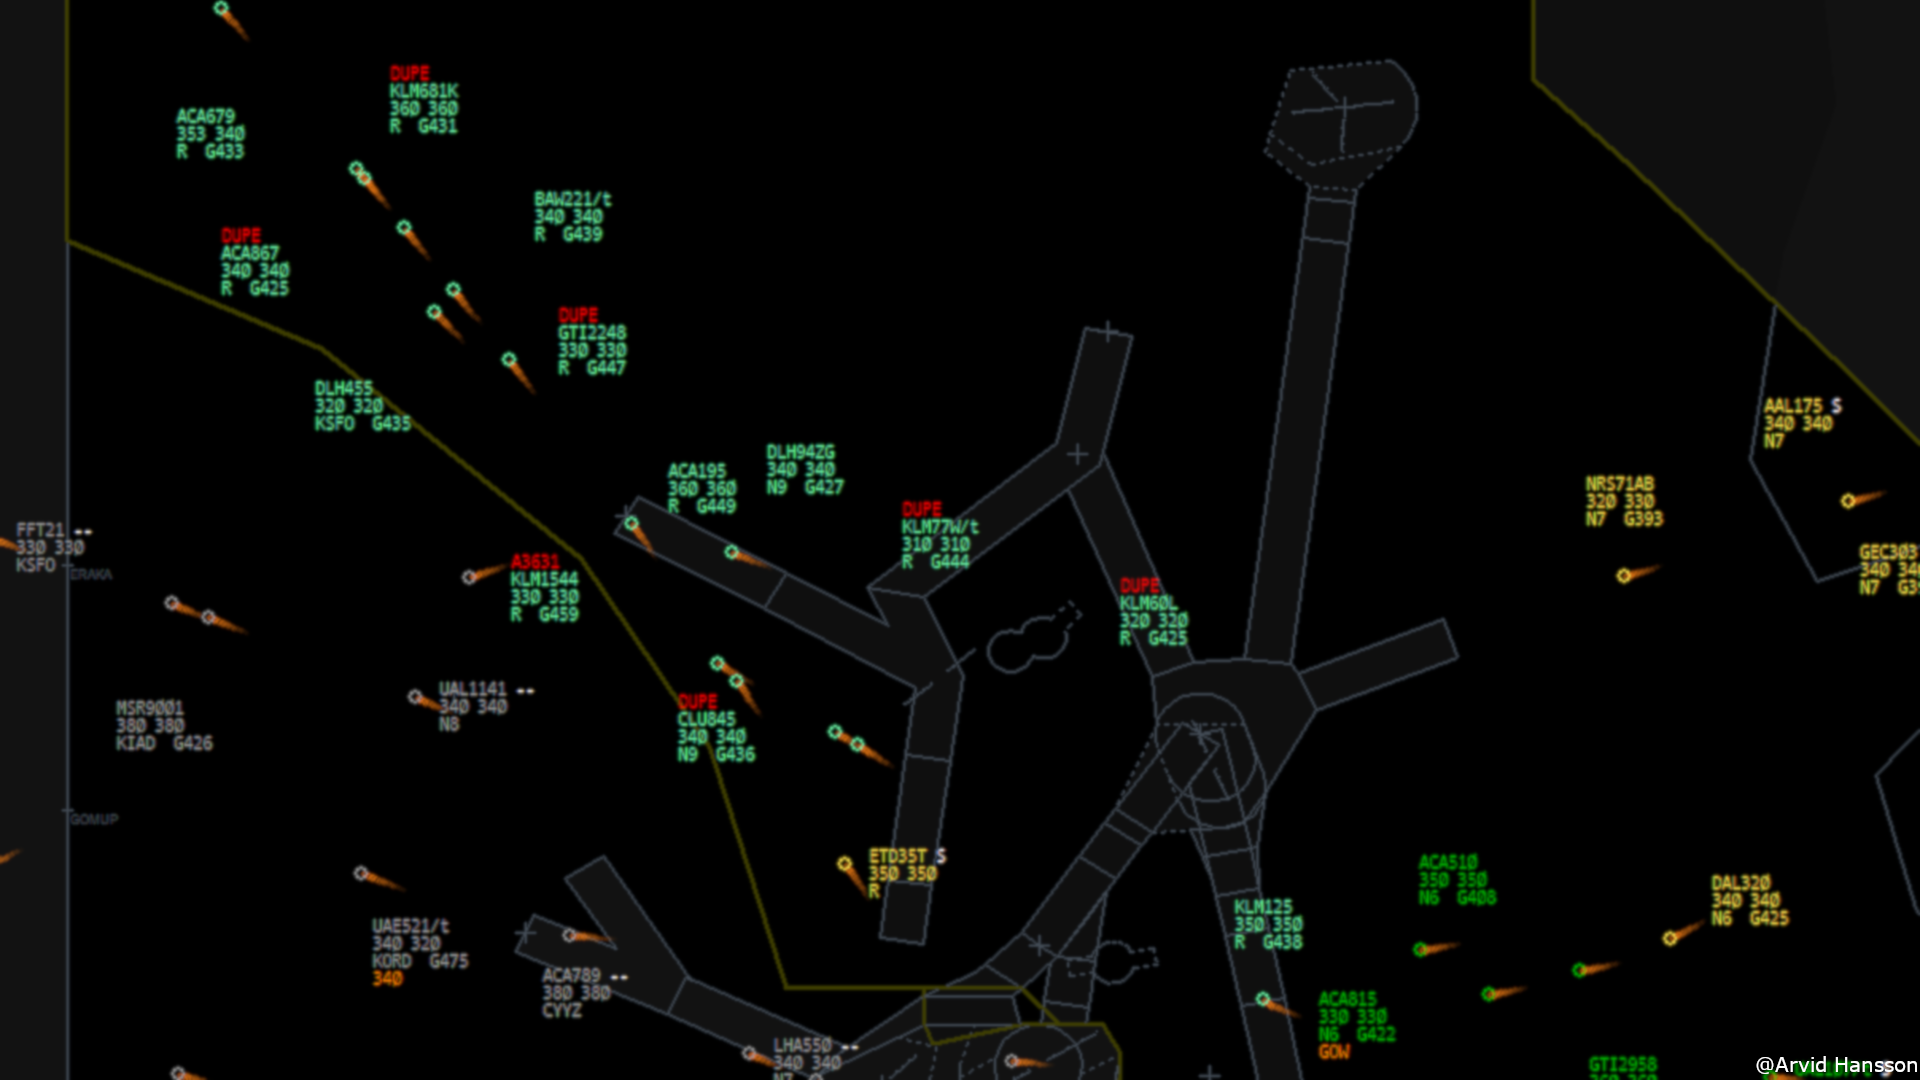 DUPE
KLM681K
360 360
R G431
ACA679
353 340
R G433
BAW221/t
340 340
R G439
DUPE
ACA867
340 340
R G425
DUPE
GTI2248
330 330
R G447
DLH455
320 320
KSFO G435
AAL175 S
340 340
N7
DLH94ZG
340 340
N9 G427
ACA195
360 360
R G449
NRS71AB
320 330
N7 G393
DUPE
KLM77W/t
310 310
R G444
FFT21 --
330 330
KSFO
ERAKA
GEC303
340 34
N7 G3
A3631
KLM1544
330 330
R G459
DUPE
KLM60L
320 320
R G425
UAL1141 --
340 340
N8
DUPE
CLU845
340 340
N9 G436
MSR9001
380 380
KIAD G426
GOMUP
ETD35T S
350 350
R
ACA510
350 350
N6 G408
DAL320
340 340
N6 G425
KLM125
350 350
R G438
UAE521/t
340 320
KORD G475
340
ACA789 --
380 380
CYYZ
ACA815
330 330
N6 G422
GOW
LHA550 --
340 340
N7
GTI2958
@Arvid Hansson